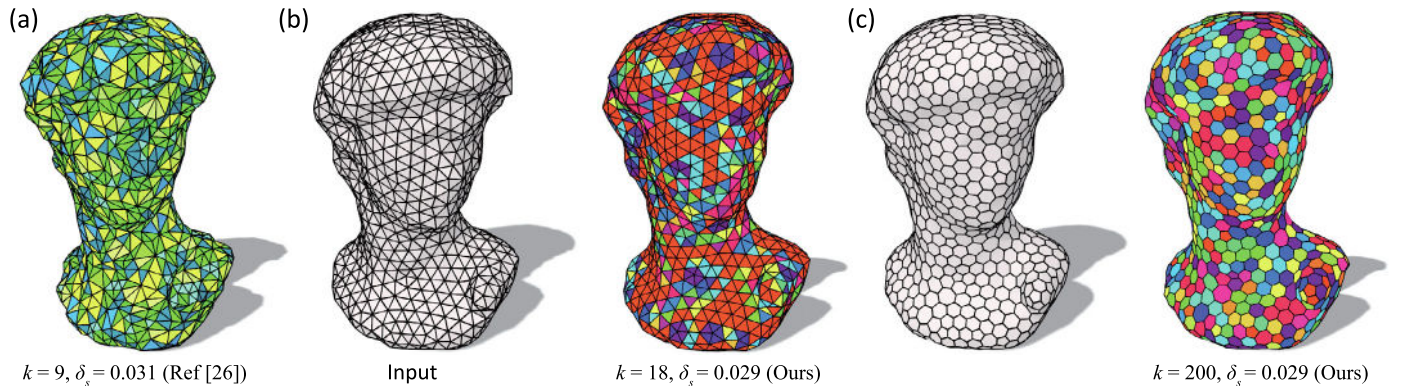 (a) (b) (c)
k = 9, δs = 0.031 (Ref [26]) Input k = 18, δs = 0.029 (Ours) k = 200, δs = 0.029 (Ours)